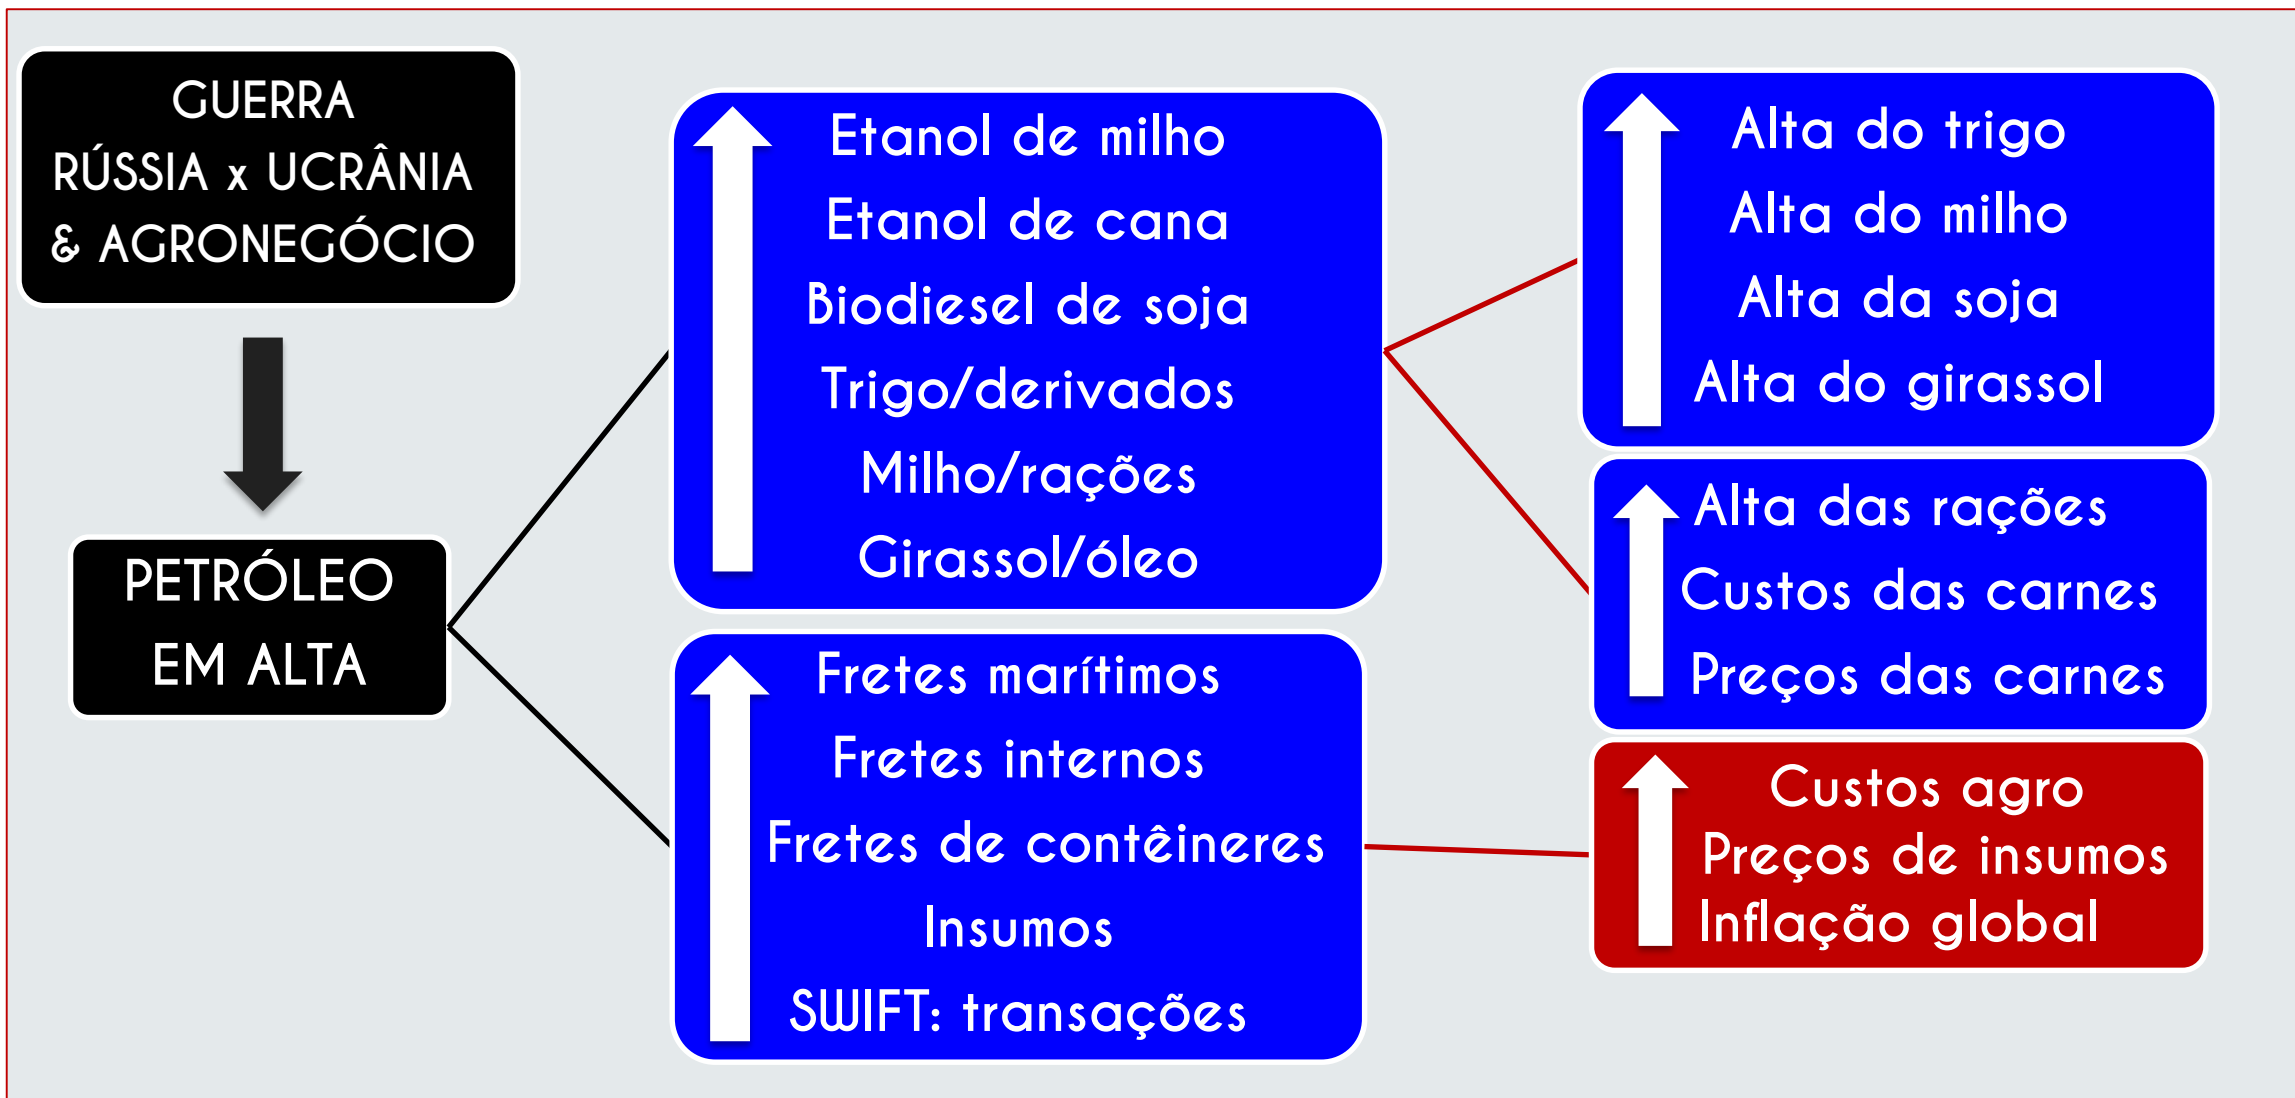 GUERRA
RÚSSIA x UCRÂNIA
& AGRONEGÓCIO
PETRÓLEO
EM ALTA
Etanol de milho
Etanol de cana
Biodiesel de soja
Trigo/derivados
Milho/rações
Girassol/óleo
Fretes marítimos
Fretes internos
Fretes de contêineres
Insumos
SWIFT: transações
Alta do trigo
Alta do milho
Alta da soja
Alta do girassol
Alta das rações
Custos das carnes
Preços das carnes
Custos agro
Preços de insumos
Inflação global